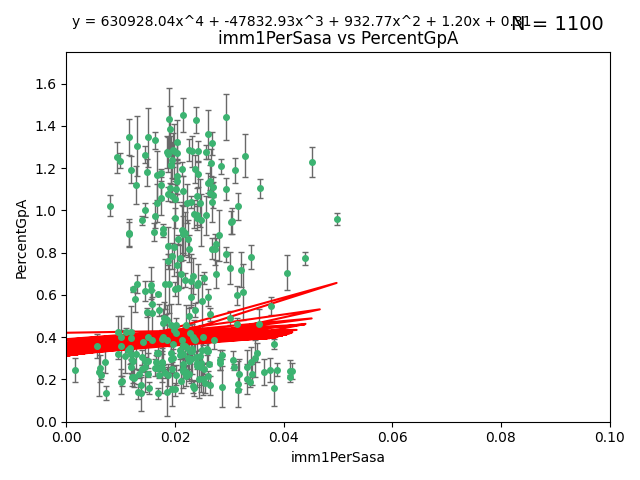 y = 630928.04x^4 + -47832.93x^3 + 932.77x^2 + 1.20x + 0.31
N = 1100
imm1PerSasa vs PercentGpA
PercentGpA
1.6
1.4
1.2
1.0
0.8
0.6
0.4
0.2
0.0
0.00 0.02 0.04 0.06 0.08 0.10
imm1PerSasa